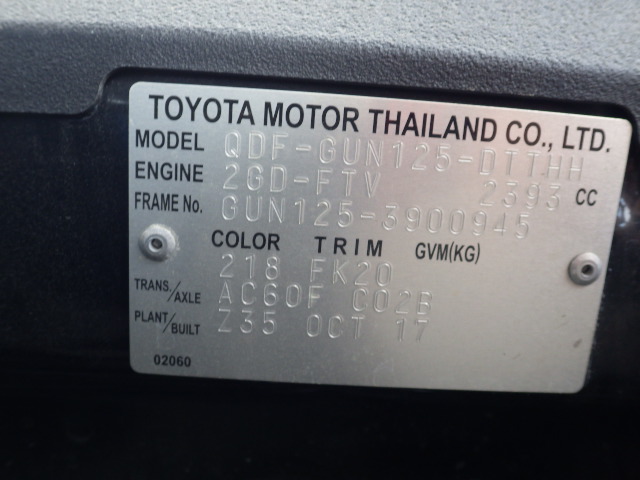 TOYOTA MOTOR THAILAND CO., LTD.
MODEL QDF-GUN125-DTTHH
ENGINE 2GD-FTV 2393 CC
FRAME No. GUN125-3900945
COLOR TRIM GVM(KG)
218 FK20
TRANS./AXLE AC60F C02B
PLANT/BUILT Z35 OCT 17
02060